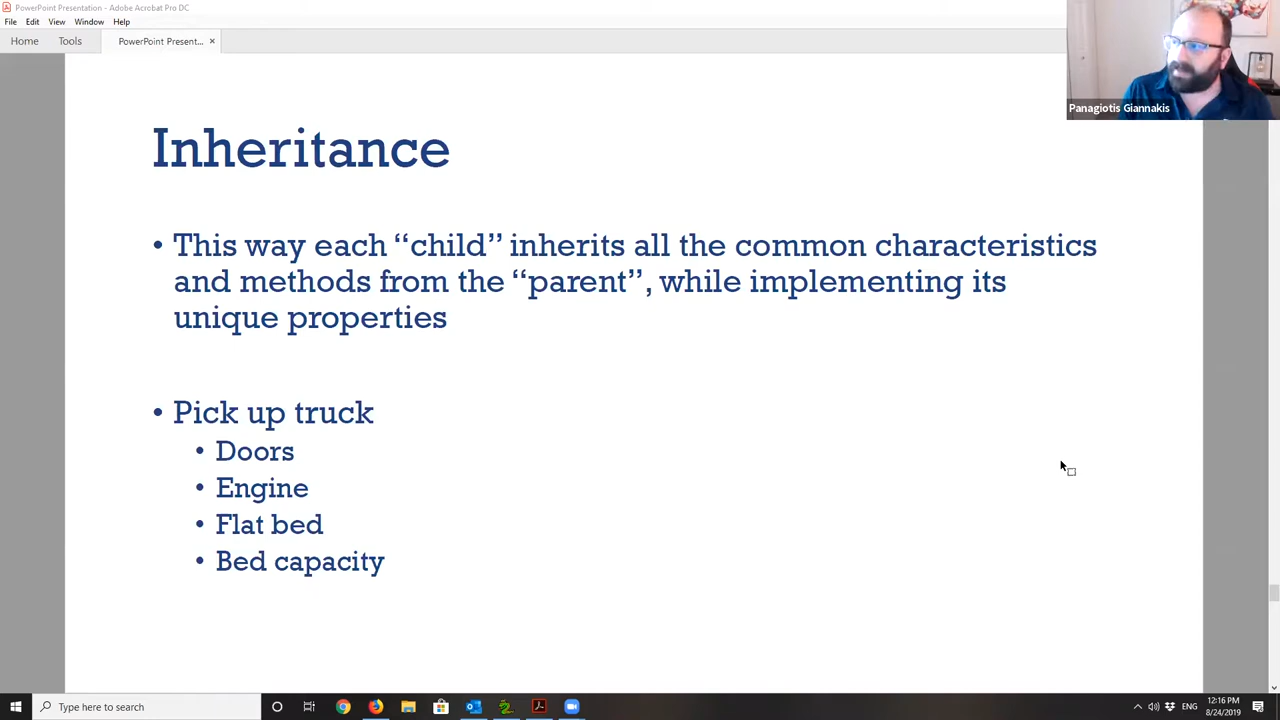 PowerPoint Presentation - Adobe Acrobat Pro DC
File Edit View Window Help
Home Tools PowerPoint Present... ×
Panagiotis Giannakis
Inheritance
• This way each “child” inherits all the common characteristics
and methods from the “parent”, while implementing its
unique properties
• Pick up truck
• Doors
• Engine
• Flat bed
• Bed capacity
Type here to search
ENG
12:16 PM
8/24/2019